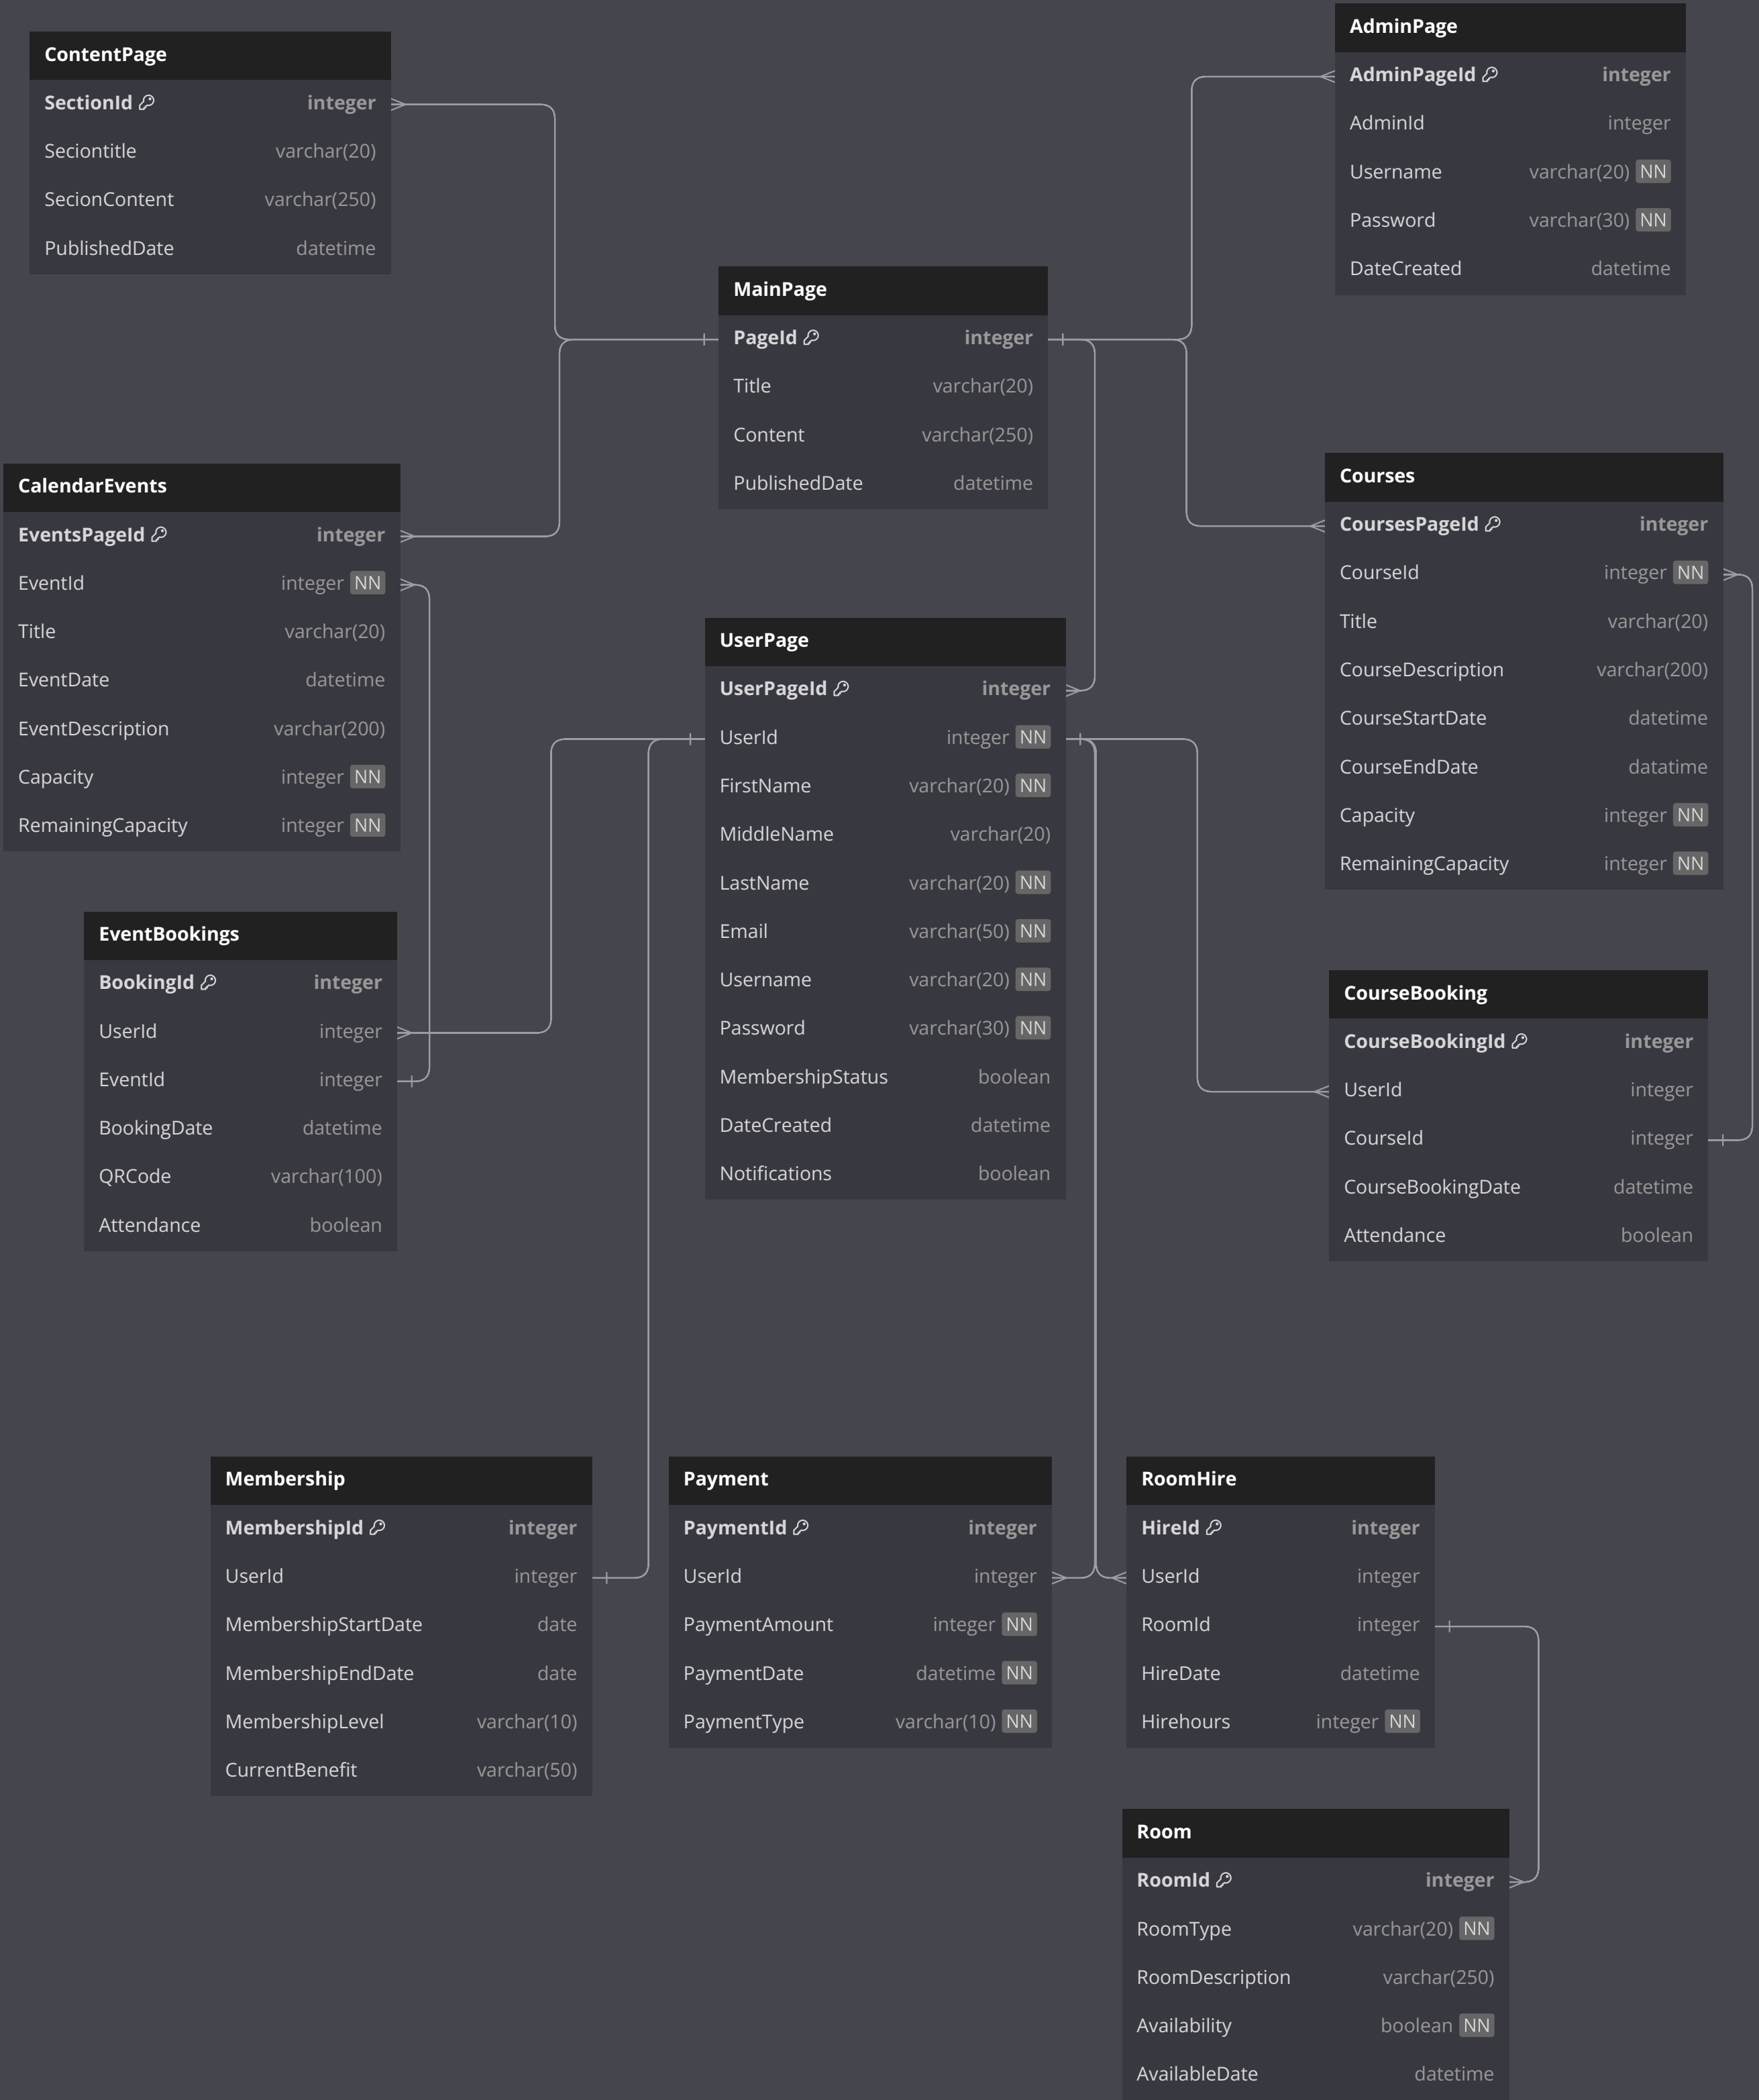 ContentPage
SectionId integer
Seciontitle varchar(20)
SecionContent varchar(250)
PublishedDate datetime
AdminPage
AdminPageId integer
AdminId integer
Username varchar(20) NN
Password varchar(30) NN
DateCreated datetime
MainPage
PageId integer
Title varchar(20)
Content varchar(250)
PublishedDate datetime
CalendarEvents
EventsPageId integer
EventId integer NN
Title varchar(20)
EventDate datetime
EventDescription varchar(200)
Capacity integer NN
RemainingCapacity integer NN
Courses
CoursesPageId integer
CourseId integer NN
Title varchar(20)
CourseDescription varchar(200)
CourseStartDate datetime
CourseEndDate datatime
Capacity integer NN
RemainingCapacity integer NN
UserPage
UserPageId integer
UserId integer NN
FirstName varchar(20) NN
MiddleName varchar(20)
LastName varchar(20) NN
Email varchar(50) NN
Username varchar(20) NN
Password varchar(30) NN
MembershipStatus boolean
DateCreated datetime
Notifications boolean
EventBookings
BookingId integer
UserId integer
EventId integer
BookingDate datetime
QRCode varchar(100)
Attendance boolean
CourseBooking
CourseBookingId integer
UserId integer
CourseId integer
CourseBookingDate datetime
Attendance boolean
Membership
MembershipId integer
UserId integer
MembershipStartDate date
MembershipEndDate date
MembershipLevel varchar(10)
CurrentBenefit varchar(50)
Payment
PaymentId integer
UserId integer
PaymentAmount integer NN
PaymentDate datetime NN
PaymentType varchar(10) NN
RoomHire
HireId integer
UserId integer
RoomId integer
HireDate datetime
Hirehours integer NN
Room
RoomId integer
RoomType varchar(20) NN
RoomDescription varchar(250)
Availability boolean NN
AvailableDate datetime